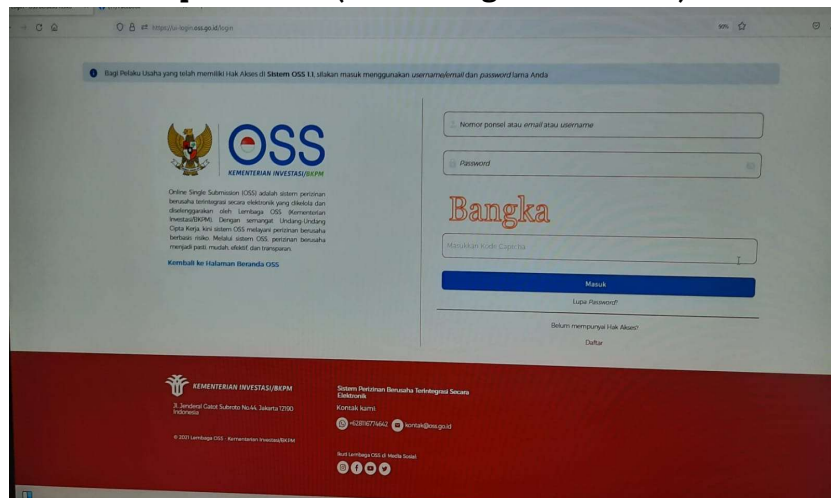 https://ui-login.oss.go.id/login
90%
Bagi Pelaku Usaha yang telah memiliki Hak Akses di Sistem OSS 1.1, silakan masuk menggunakan username/email dan password lama Anda
OSS
KEMENTERIAN INVESTASI/BKPM
Online Single Submission (OSS) adalah sistem perizinan
berusaha terintegrasi secara elektronik yang dikelola dan
diselenggarakan oleh Lembaga OSS (Kementerian
Investasi/BKPM). Dengan semangat Undang-Undang
Cipta Kerja, kini sistem OSS melayani perizinan berusaha
berbasis risiko. Melalui sistem OSS, perizinan berusaha
menjadi pasti, mudah, efektif, dan transparan.
Kembali ke Halaman Beranda OSS
Nomor ponsel atau email atau username
Password
Bangka
Masukkan Kode Captcha
Masuk
Lupa Password?
Belum mempunyai Hak Akses?
Daftar
KEMENTERIAN INVESTASI/BKPM
Jl. Jenderal Gatot Subroto No.44, Jakarta 12190
Indonesia
© 2021 Lembaga OSS - Kementerian Investasi/BKPM
Sistem Perizinan Berusaha Terintegrasi Secara
Elektronik
Kontak kami
+628116774642 kontak@oss.go.id
Ikuti Lembaga OSS di Media Sosial